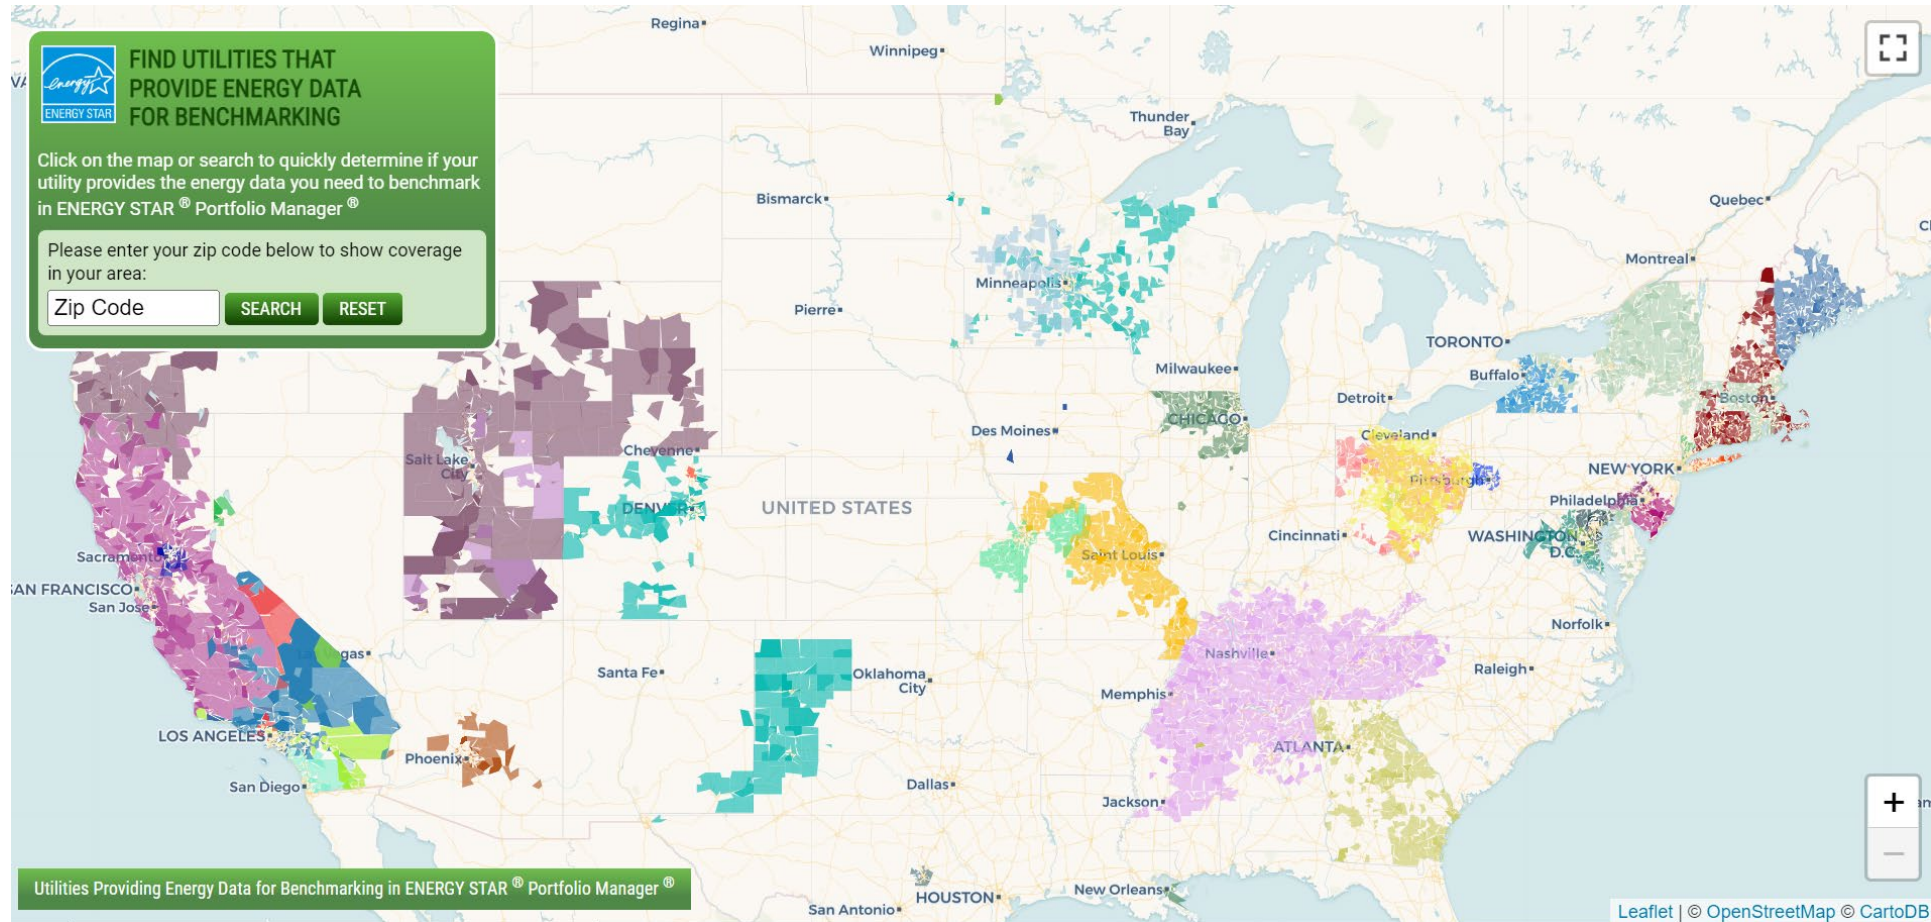 Regina
Winnipeg
FIND UTILITIES THAT
PROVIDE ENERGY DATA
FOR BENCHMARKING
energy
ENERGY STAR
Click on the map or search to quickly determine if your
utility provides the energy data you need to benchmark
in ENERGY STAR ® Portfolio Manager ®
Please enter your zip code below to show coverage
in your area:
Zip Code
SEARCH
RESET
Thunder
Bay
Bismarck
Quebec
Montreal
Minneapolis
Pierre
TORONTO
Milwaukee
Buffalo
Detroit
Boston
CHICAGO
Des Moines
Cleveland
Cheyenne
Salt Lake
City
NEW YORK
Pittsburgh
Philadelphia
DENVER
UNITED STATES
Cincinnati
WASHINGTON
D.C.
Sacramento
Saint Louis
SAN FRANCISCO
San Jose
Norfolk
Las Vegas
Nashville
Santa Fe
Oklahoma
City
Raleigh
Memphis
LOS ANGELES
ATLANTA
Phoenix
San Diego
Dallas
Jackson
+
−
Utilities Providing Energy Data for Benchmarking in ENERGY STAR ® Portfolio Manager ®
New Orleans
HOUSTON
San Antonio
Leaflet | © OpenStreetMap © CartoDB